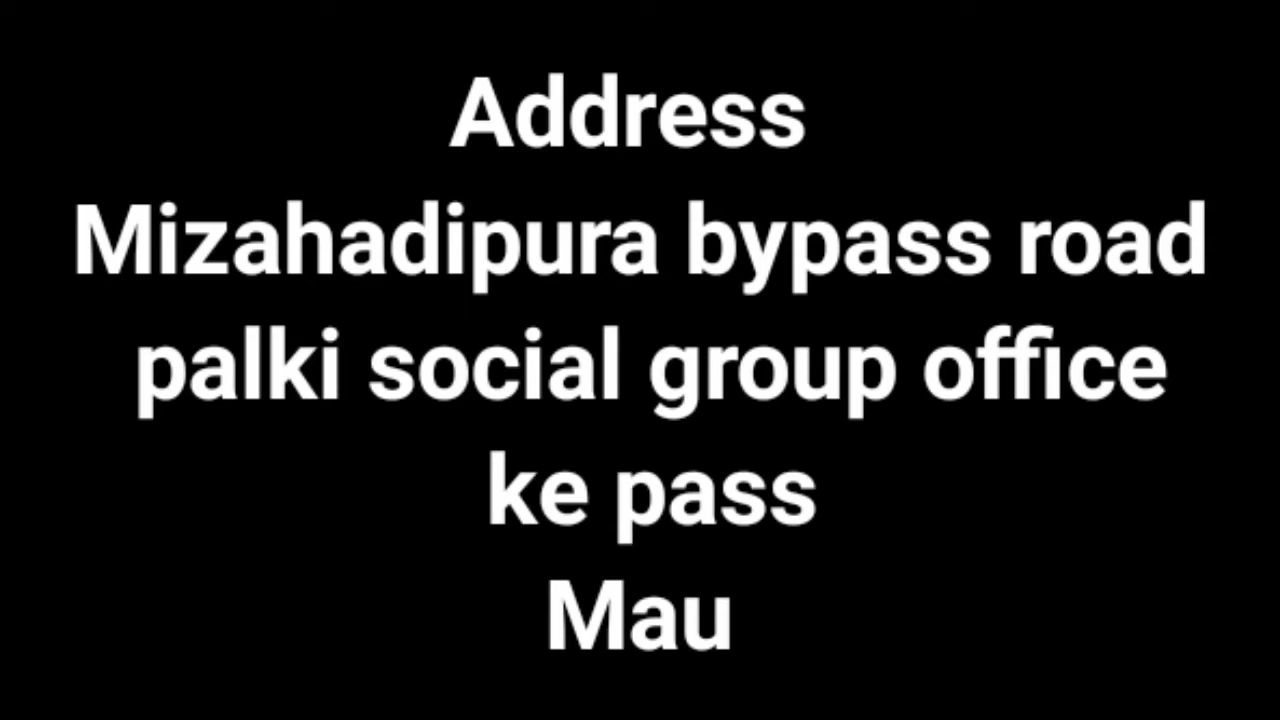 Address
Mizahadipura bypass road
palki social group office
ke pass
Mau